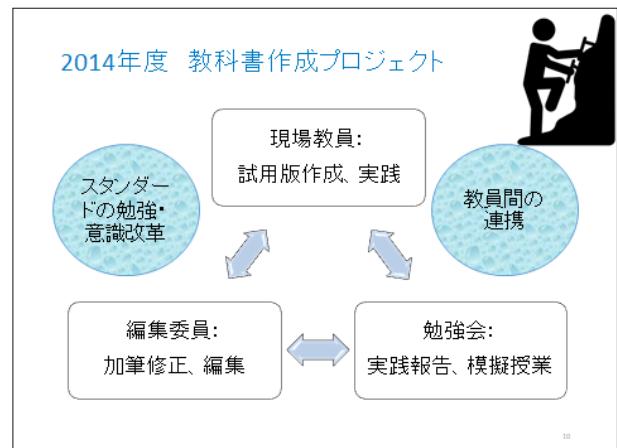 2014年度 教科書作成プロジェクト
現場教員:
試用版作成、実践
スタンダー
ドの勉強・
意識改革
教員間の
連携
編集委員:
加筆修正、編集
勉強会:
実践報告、模擬授業
10